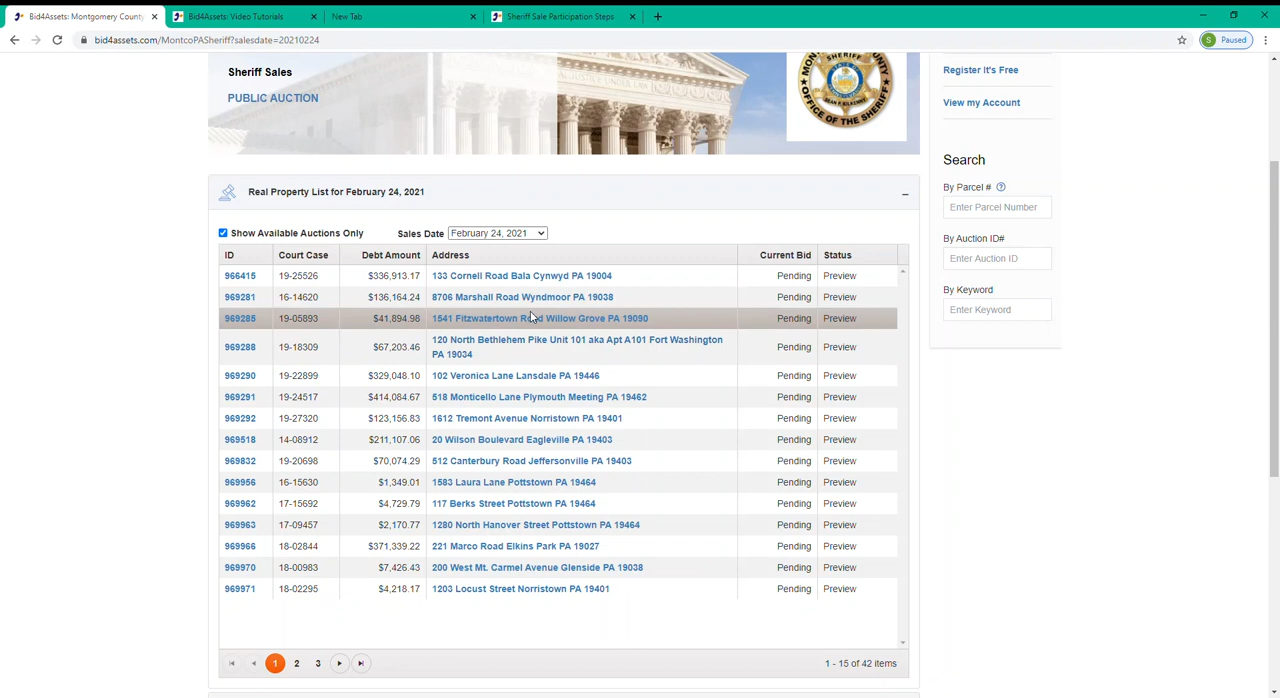 Bid4Assets: Montgomery County
Bid4Assets: Video Tutorials
New Tab
Sheriff Sale Participation Steps
bid4assets.com/MontcoPASheriff?salesdate=20210224
S Paused
Sheriff Sales
PUBLIC AUCTION
SHERIFF
SEAN P. KILKENNY
OFFICE OF THE SHERIFF
Register It's Free
View my Account
Search
By Parcel # ?
Enter Parcel Number
By Auction ID#
Enter Auction ID
By Keyword
Enter Keyword
Real Property List for February 24, 2021
Show Available Auctions Only Sales Date February 24, 2021
ID Court Case Debt Amount Address Current Bid Status
966415 19-25526 $336,913.17 133 Cornell Road Bala Cynwyd PA 19004 Pending Preview
969281 16-14620 $136,164.24 8706 Marshall Road Wyndmoor PA 19038 Pending Preview
969285 19-03893 $41,894.98 1541 Fitzwatertown Road Willow Grove PA 19090 Pending Preview
969288 19-18309 $67,203.46 120 North Bethlehem Pike Unit 101 aka Apt A101 Fort Washington PA 19034 Pending Preview
969290 19-22899 $329,048.10 102 Veronica Lane Lansdale PA 19446 Pending Preview
969291 19-24517 $414,084.67 518 Monticello Lane Plymouth Meeting PA 19462 Pending Preview
969292 19-27320 $123,156.83 1612 Tremont Avenue Norristown PA 19401 Pending Preview
969518 14-08912 $211,107.06 20 Wilson Boulevard Eagleville PA 19403 Pending Preview
969832 19-20698 $70,074.29 512 Canterbury Road Jeffersonville PA 19403 Pending Preview
969956 16-15630 $1,349.01 1583 Laura Lane Pottstown PA 19464 Pending Preview
969962 17-15692 $4,729.79 117 Berks Street Pottstown PA 19464 Pending Preview
969963 17-09457 $2,170.77 1280 North Hanover Street Pottstown PA 19464 Pending Preview
969966 18-02844 $371,339.22 221 Marco Road Elkins Park PA 19027 Pending Preview
969970 18-00983 $7,426.43 200 West Mt. Carmel Avenue Glenside PA 19038 Pending Preview
969971 18-02295 $4,218.17 1203 Locust Street Norristown PA 19401 Pending Preview
1 2 3 1 - 15 of 42 items